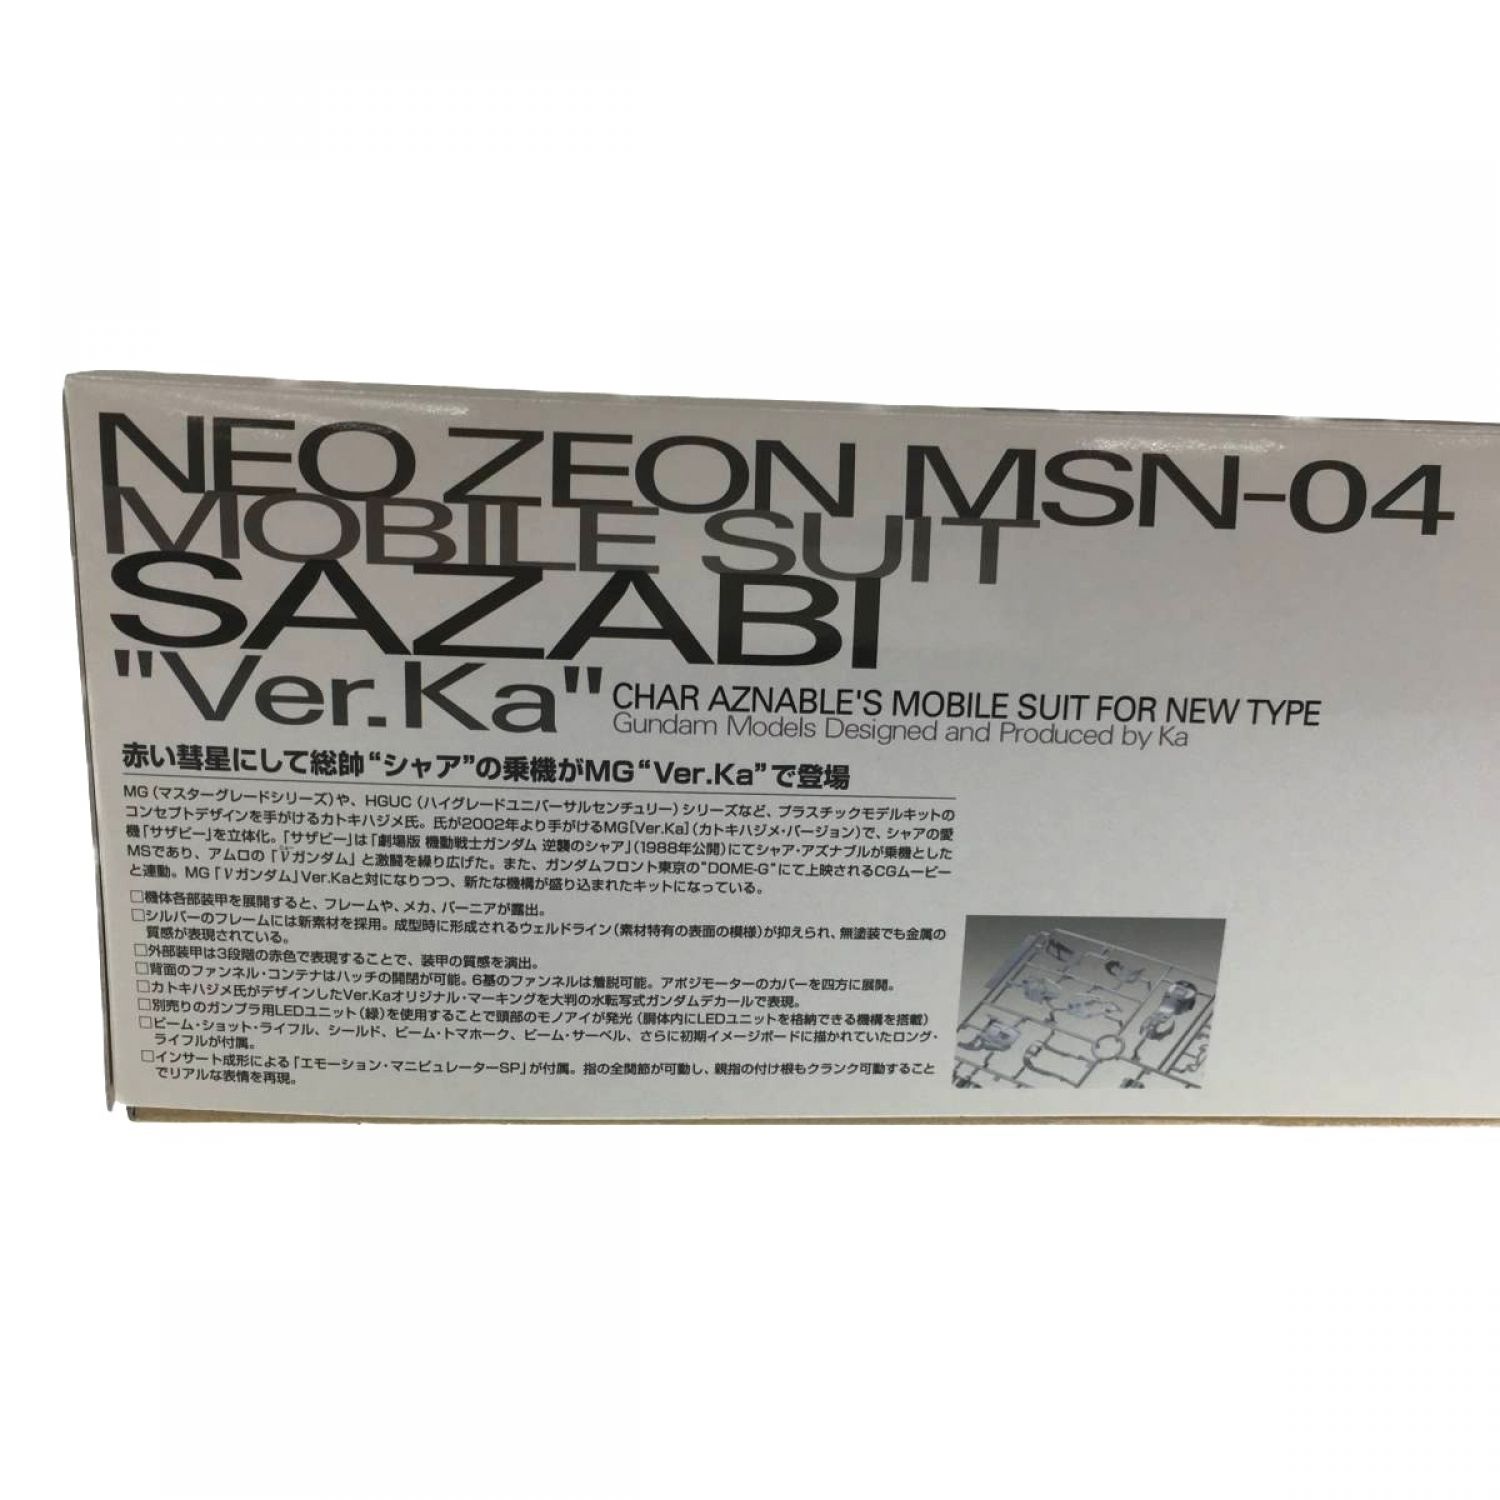 NEO ZEON MSN-04
MOBILE SUIT
SAZABI
"Ver.Ka" CHAR AZNABLE'S MOBILE SUIT FOR NEW TYPE
Gundam Models Designed and Produced by Ka
赤い彗星にして総帥“シャア”の乗機がMG“Ver.Ka”で登場
MG(マスターグレードシリーズ)や、HGUC(ハイグレードユニバーサルセンチュリー)シリーズなど、プラスチックモデルキットの
コンセプトデザインを手がけるカトキハジメ氏。氏が2002年より手がけるMG[Ver.Ka](カトキハジメ・バージョン)で、シャアの愛
機「サザビー」を立体化。「サザビー」は「劇場版 機動戦士ガンダム 逆襲のシャア」(1988年公開)にてシャア・アズナブルが乗機とした
MSであり、アムロの「νガンダム」と激闘を繰り広げた。また、ガンダムフロント東京の"DOME-G"にて上映されるCGムービー
と連動。MG「νガンダム」Ver.Kaと対になりつつ、新たな機構が盛り込まれたキットになっている。
□機体各部装甲を展開すると、フレームや、メカ、バーニアが露出。
□シルバーのフレームには新素材を採用。成型時に形成されるウェルドライン(素材特有の表面の模様)が抑えられ、無塗装でも金属の
質感が表現されている。
□外部装甲は3段階の赤色で表現することで、装甲の質感を演出。
□背面のファンネル・コンテナはハッチの開閉が可能。6基のファンネルは着脱可能。アポジモーターのカバーを四方に展開。
□カトキハジメ氏がデザインしたVer.Kaオリジナル・マーキングを大判の水転写式ガンダムデカールで表現。
□別売りのガンプラ用LEDユニット(緑)を使用することで頭部のモノアイが発光(胴体内にLEDユニットを格納できる機構を搭載)
□ビーム・ショット・ライフル、シールド、ビーム・トマホーク、ビーム・サーベル、さらに初期イメージボードに描かれていたロング・
ライフルが付属。
□インサート成形による「エモーション・マニピュレーターSP」が付属。指の全関節が可動し、親指の付け根もクランク可動すること
でリアルな表情を再現。